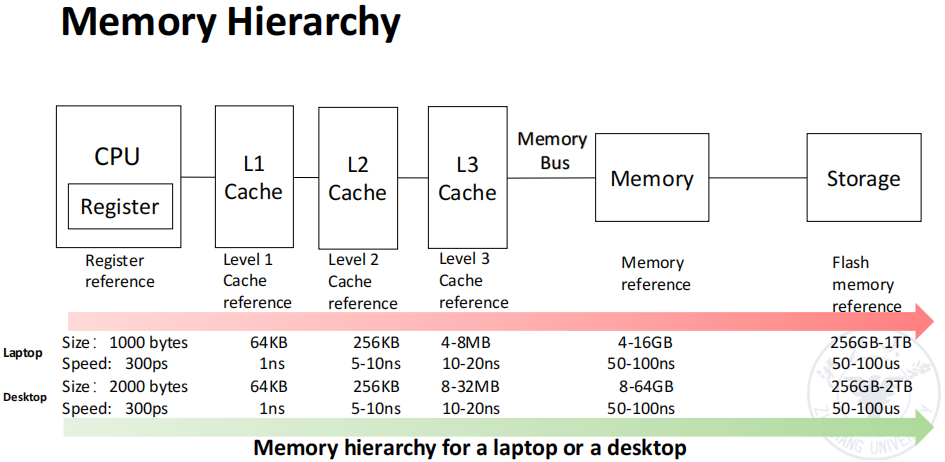 Memory Hierarchy
CPU
Register
L1
Cache
L2
Cache
L3
Cache
Memory
Bus
Memory
Storage
Register
reference
Level 1
Cache
reference
Level 2
Cache
reference
Level 3
Cache
reference
Memory
reference
Flash
memory
reference
Laptop
Size： 1000 bytes 64KB 256KB 4-8MB 4-16GB 256GB-1TB
Speed: 300ps 1ns 5-10ns 10-20ns 50-100ns 50-100us
Desktop
Size： 2000 bytes 64KB 256KB 8-32MB 8-64GB 256GB-2TB
Speed: 300ps 1ns 5-10ns 10-20ns 50-100ns 50-100us
Memory hierarchy for a laptop or a desktop